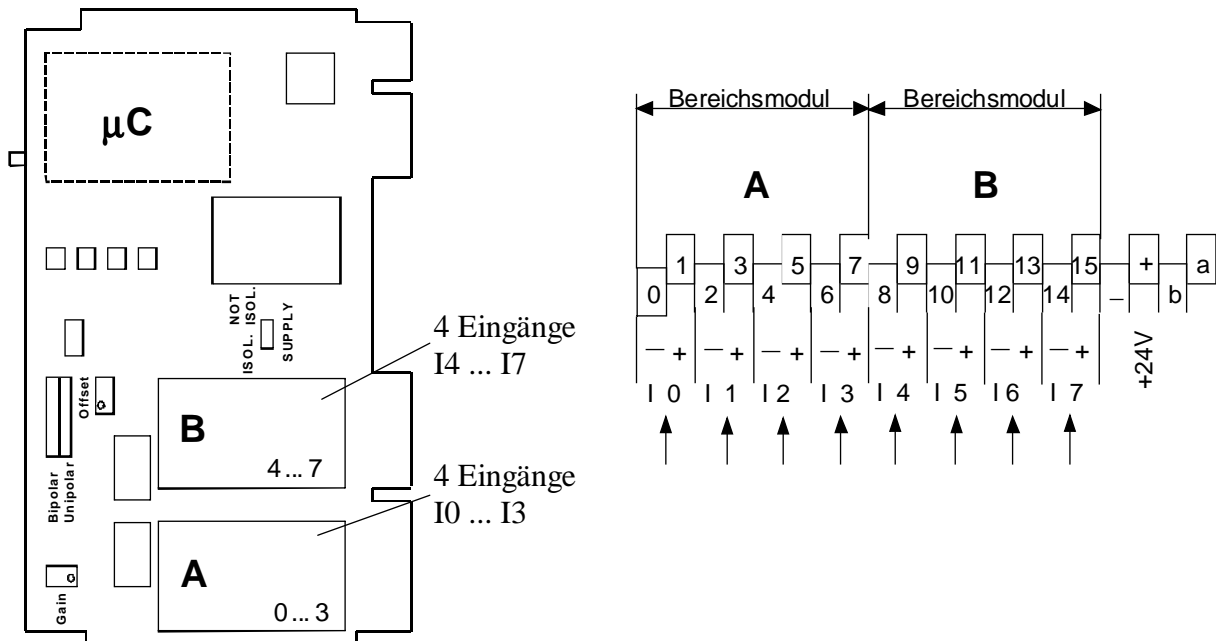 µC
NOT
ISOL. ISOL.
SUPPLY
4 Eingänge
I4 ... I7
Offset
B
4 ... 7
Bipolar
Unipolar
4 Eingänge
I0 ... I3
A
0 ... 3
Gain
Bereichsmodul Bereichsmodul
A B
1 3 5 7 9 11 13 15 + a
0 2 4 6 8 10 12 14 – b
– + – + – + – + – + – + – + – +
+24V
I 0 I 1 I 2 I 3 I 4 I 5 I 6 I 7